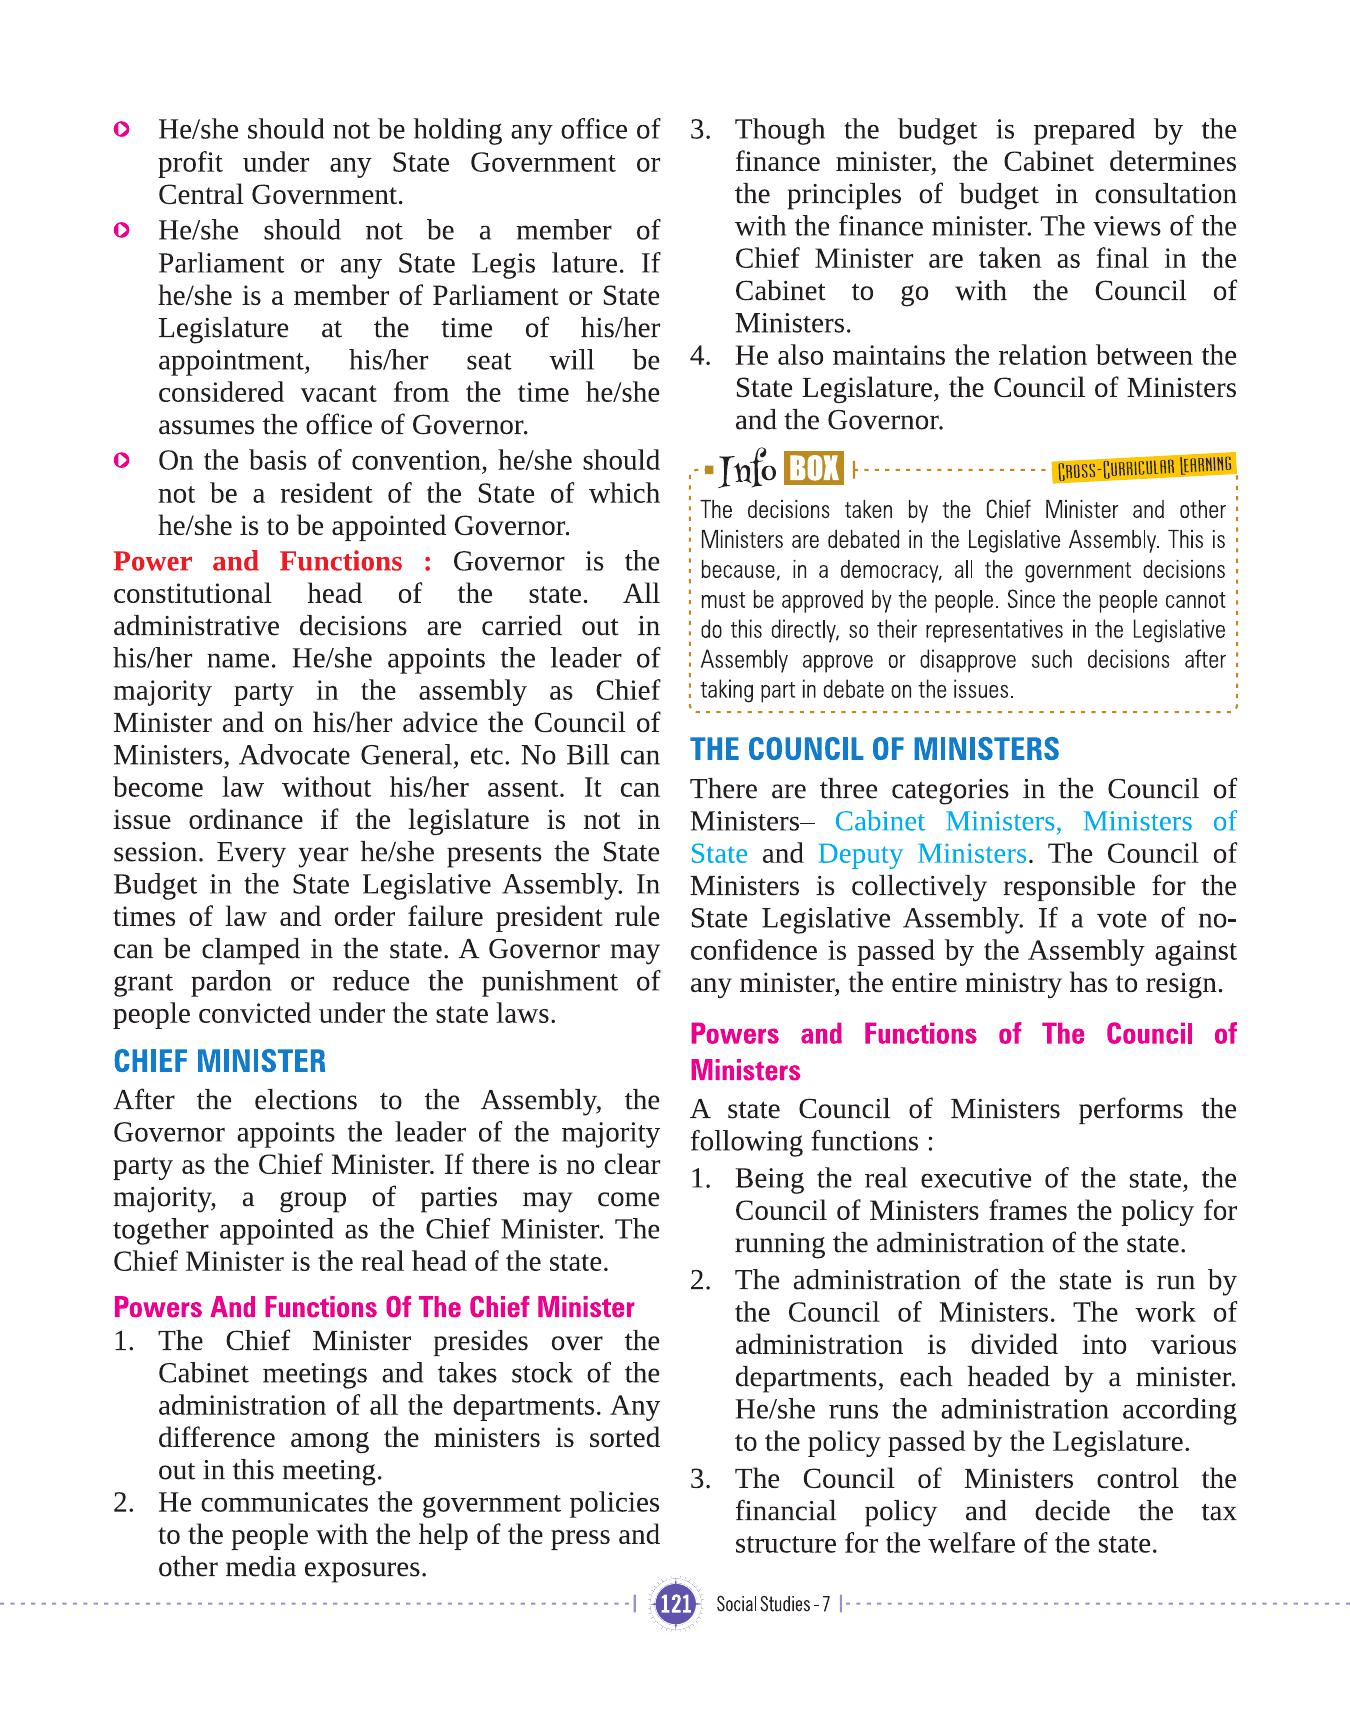 He/she should not be holding any office of
profit under any State Government or
Central Government.
He/she should not be a member of
Parliament or any State Legis lature. If
he/she is a member of Parliament or State
Legislature at the time of his/her
appointment, his/her seat will be
considered vacant from the time he/she
assumes the office of Governor.
On the basis of convention, he/she should
not be a resident of the State of which
he/she is to be appointed Governor.
Power and Functions : Governor is the
constitutional head of the state. All
administrative decisions are carried out in
his/her name. He/she appoints the leader of
majority party in the assembly as Chief
Minister and on his/her advice the Council of
Ministers, Advocate General, etc. No Bill can
become law without his/her assent. It can
issue ordinance if the legislature is not in
session. Every year he/she presents the State
Budget in the State Legislative Assembly. In
times of law and order failure president rule
can be clamped in the state. A Governor may
grant pardon or reduce the punishment of
people convicted under the state laws.
CHIEF MINISTER
After the elections to the Assembly, the
Governor appoints the leader of the majority
party as the Chief Minister. If there is no clear
majority, a group of parties may come
together appointed as the Chief Minister. The
Chief Minister is the real head of the state.
Powers And Functions Of The Chief Minister
1. The Chief Minister presides over the
Cabinet meetings and takes stock of the
administration of all the departments. Any
difference among the ministers is sorted
out in this meeting.
2. He communicates the government policies
to the people with the help of the press and
other media exposures.
3. Though the budget is prepared by the
finance minister, the Cabinet determines
the principles of budget in consultation
with the finance minister. The views of the
Chief Minister are taken as final in the
Cabinet to go with the Council of
Ministers.
4. He also maintains the relation between the
State Legislature, the Council of Ministers
and the Governor.
Info BOX CROSS-CURRICULAR LEARNING
The decisions taken by the Chief Minister and other
Ministers are debated in the Legislative Assembly. This is
because, in a democracy, all the government decisions
must be approved by the people. Since the people cannot
do this directly, so their representatives in the Legislative
Assembly approve or disapprove such decisions after
taking part in debate on the issues.
THE COUNCIL OF MINISTERS
There are three categories in the Council of
Ministers– Cabinet Ministers, Ministers of
State and Deputy Ministers. The Council of
Ministers is collectively responsible for the
State Legislative Assembly. If a vote of no-
confidence is passed by the Assembly against
any minister, the entire ministry has to resign.
Powers and Functions of The Council of
Ministers
A state Council of Ministers performs the
following functions :
1. Being the real executive of the state, the
Council of Ministers frames the policy for
running the administration of the state.
2. The administration of the state is run by
the Council of Ministers. The work of
administration is divided into various
departments, each headed by a minister.
He/she runs the administration according
to the policy passed by the Legislature.
3. The Council of Ministers control the
financial policy and decide the tax
structure for the welfare of the state.
121 Social Studies - 7